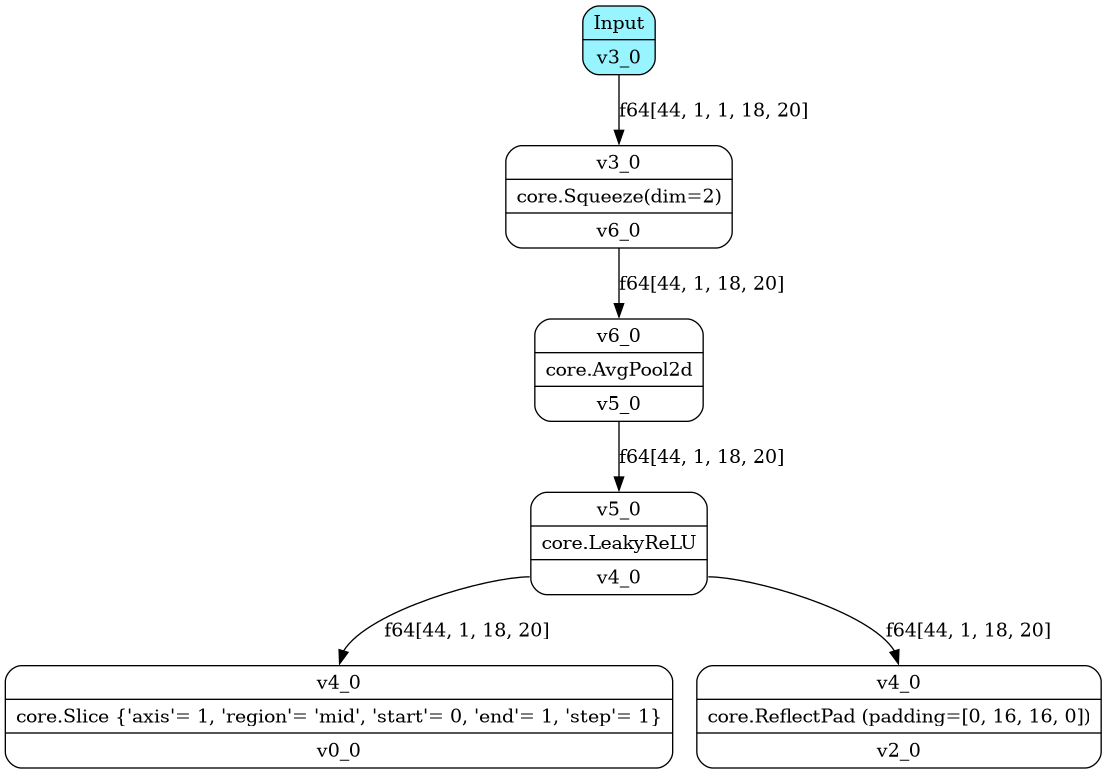 Input
v3_0
f64[44, 1, 1, 18, 20]
v3_0
core.Squeeze(dim=2)
v6_0
f64[44, 1, 18, 20]
v6_0
core.AvgPool2d
v5_0
f64[44, 1, 18, 20]
v5_0
core.LeakyReLU
v4_0
f64[44, 1, 18, 20]
f64[44, 1, 18, 20]
v4_0
core.Slice {'axis'= 1, 'region'= 'mid', 'start'= 0, 'end'= 1, 'step'= 1}
v0_0
v4_0
core.ReflectPad (padding=[0, 16, 16, 0])
v2_0